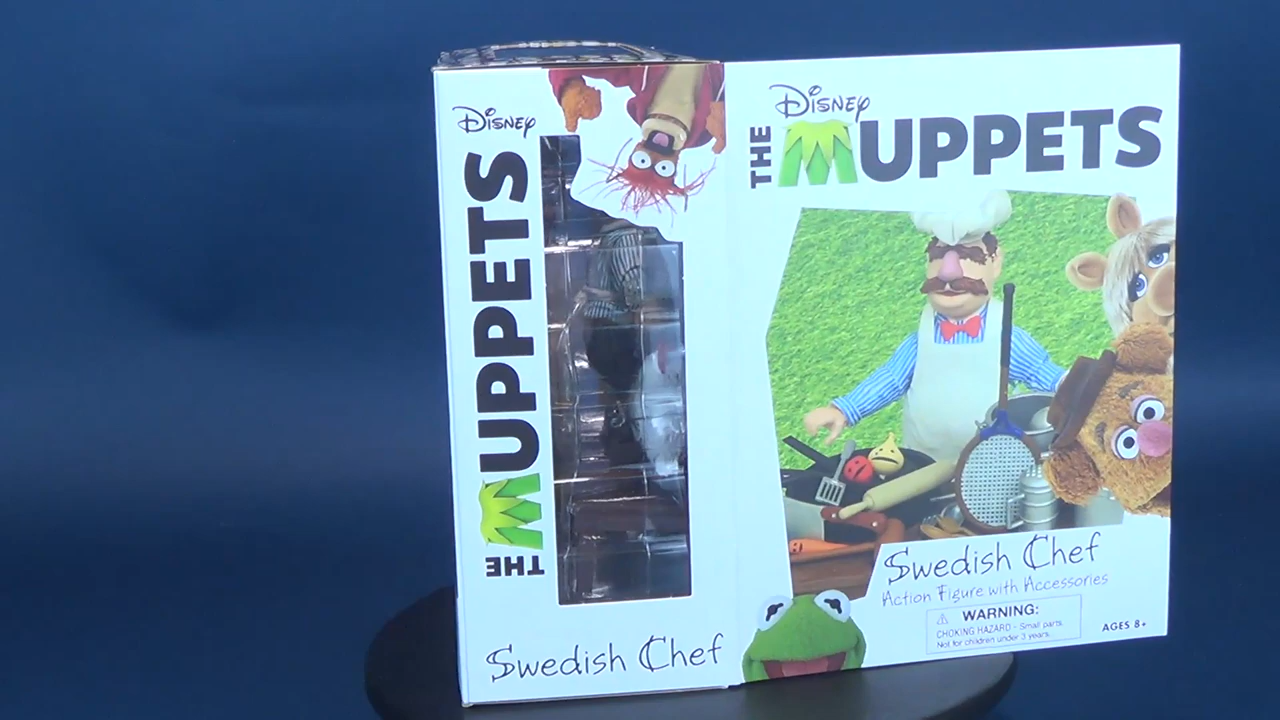 Disney
THE MUPPETS
Swedish Chef
Disney
THE MUPPETS
Swedish Chef
Action Figure with Accessories
WARNING:
CHOKING HAZARD - Small parts.
Not for children under 3 years.
AGES 8+